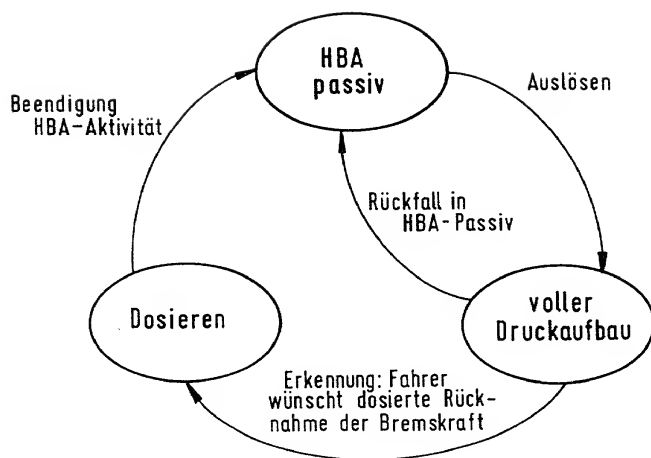 HBA
passiv
Auslösen
Beendigung
HBA-Aktivität
Rückfall in
HBA-Passiv
Dosieren
voller
Druckaufbau
Erkennung: Fahrer
wünscht dosierte Rück-
nahme der Bremskraft